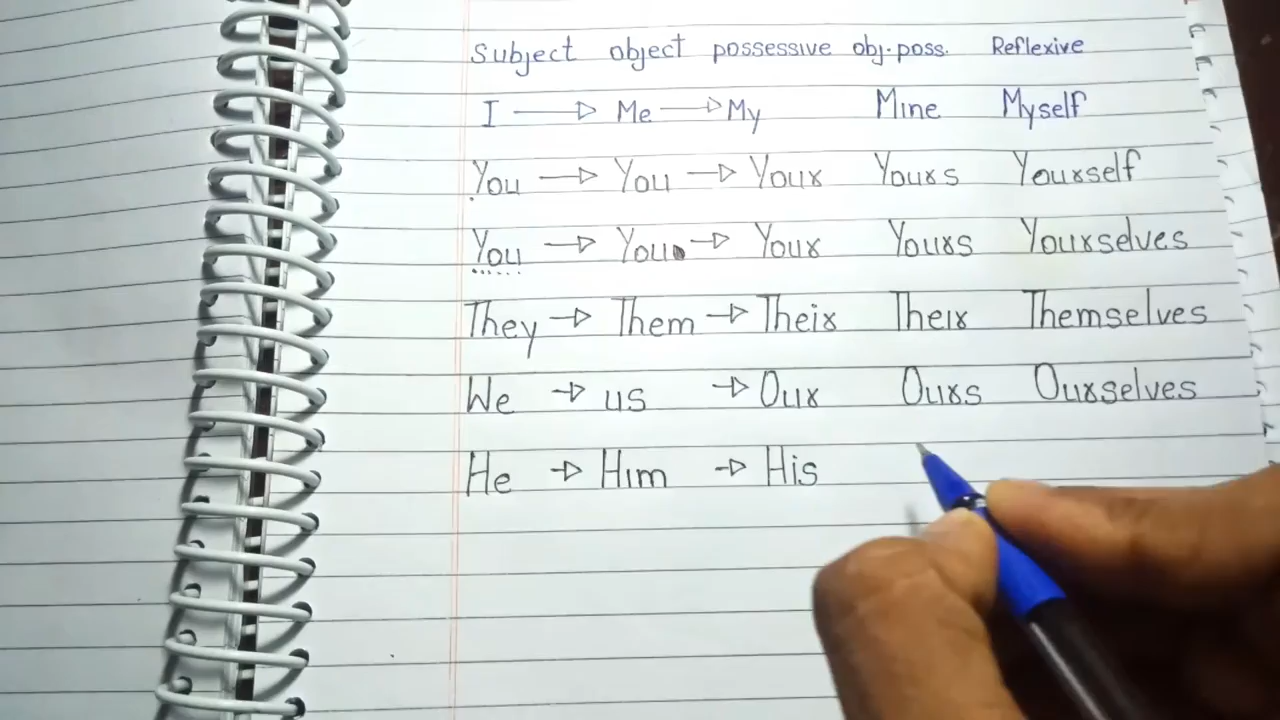 Subject object possessive obj.poss. Reflexive
I → Me → My Mine Myself
You → You → Your Yours Yourself
You → You → Your Yours Yourselves
They → Them → Their Their Themselves
We → us → Our Ours Ourselves
He → Him → His